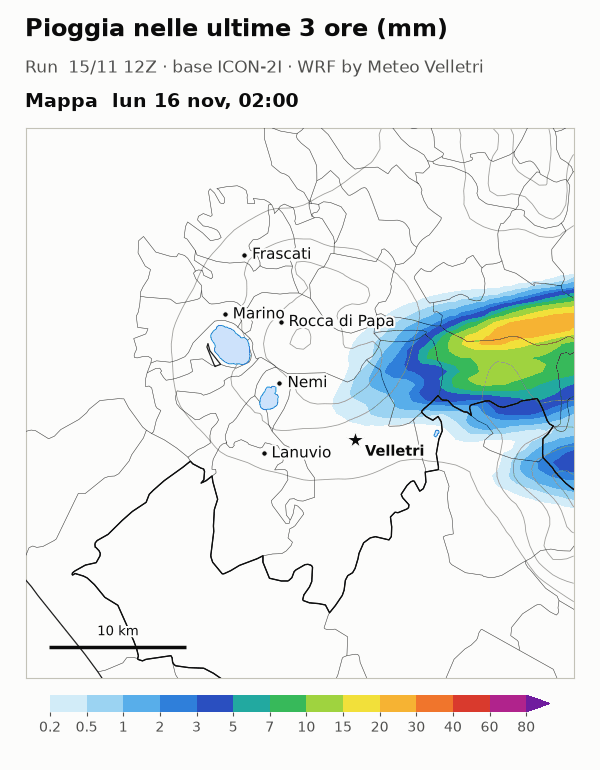 Pioggia nelle ultime 3 ore (mm)
Run  15/11 12Z · base ICON-2I · WRF by Meteo Velletri
Mappa  lun 16 nov, 02:00
Frascati
Marino
Rocca di Papa
Nemi
Velletri
Lanuvio
10 km
0.2 0.5 1 2 3 5 7 10 15 20 30 40 60 80